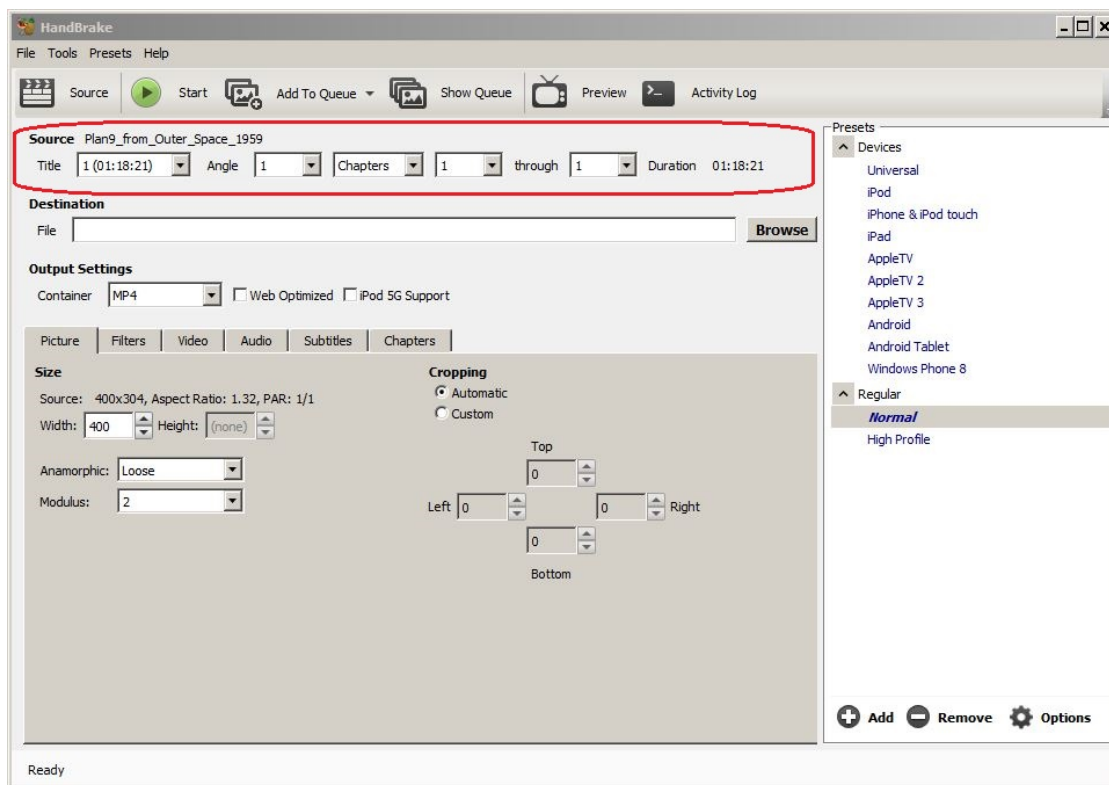 HandBrake
File Tools Presets Help
Source Start Add To Queue Show Queue Preview Activity Log
Source Plan9_from_Outer_Space_1959
Title 1 (01:18:21) Angle 1 Chapters 1 through 1 Duration 01:18:21
Destination
File Browse
Output Settings
Container MP4 Web Optimized iPod 5G Support
Picture Filters Video Audio Subtitles Chapters
Size
Source: 400x304, Aspect Ratio: 1.32, PAR: 1/1
Width: 400 Height: (none)
Anamorphic: Loose
Modulus: 2
Cropping
Automatic
Custom
Top
0
Left 0 0 Right
0
Bottom
Presets
Devices
Universal
iPod
iPhone & iPod touch
iPad
AppleTV
AppleTV 2
AppleTV 3
Android
Android Tablet
Windows Phone 8
Regular
Normal
High Profile
Add Remove Options
Ready